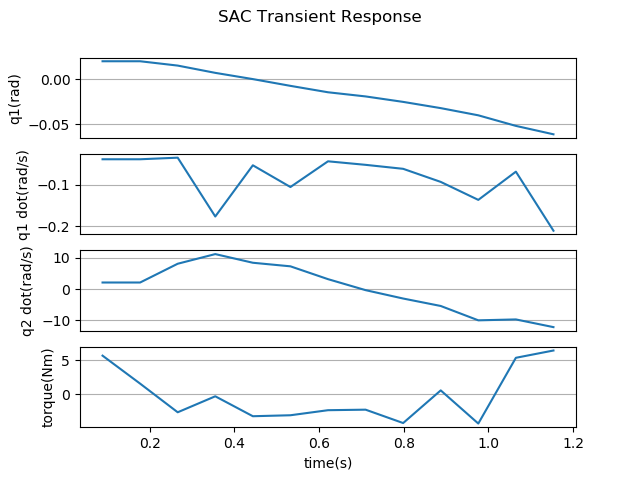 SAC Transient Response
q1(rad)
0.00
−0.05
q1 dot(rad/s)
−0.1
−0.2
q2 dot(rad/s)
10
0
−10
torque(Nm)
5
0
0.2 0.4 0.6 0.8 1.0 1.2
time(s)